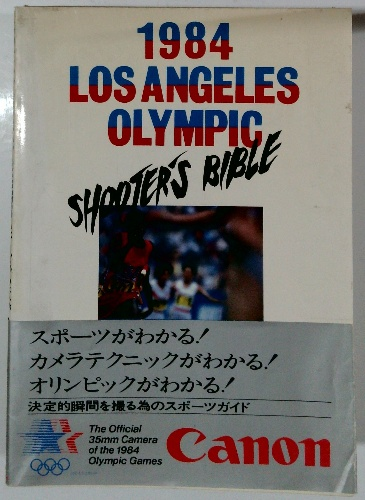 1984
LOS ANGELES
OLYMPIC
SHOOTER'S BIBLE
スポーツがわかる!
カメラテクニックがわかる!
オリンピックがわかる!
決定的瞬間を撮る為のスポーツガイド
The Official
35mm Camera
of the 1984
Olympic Games
Canon